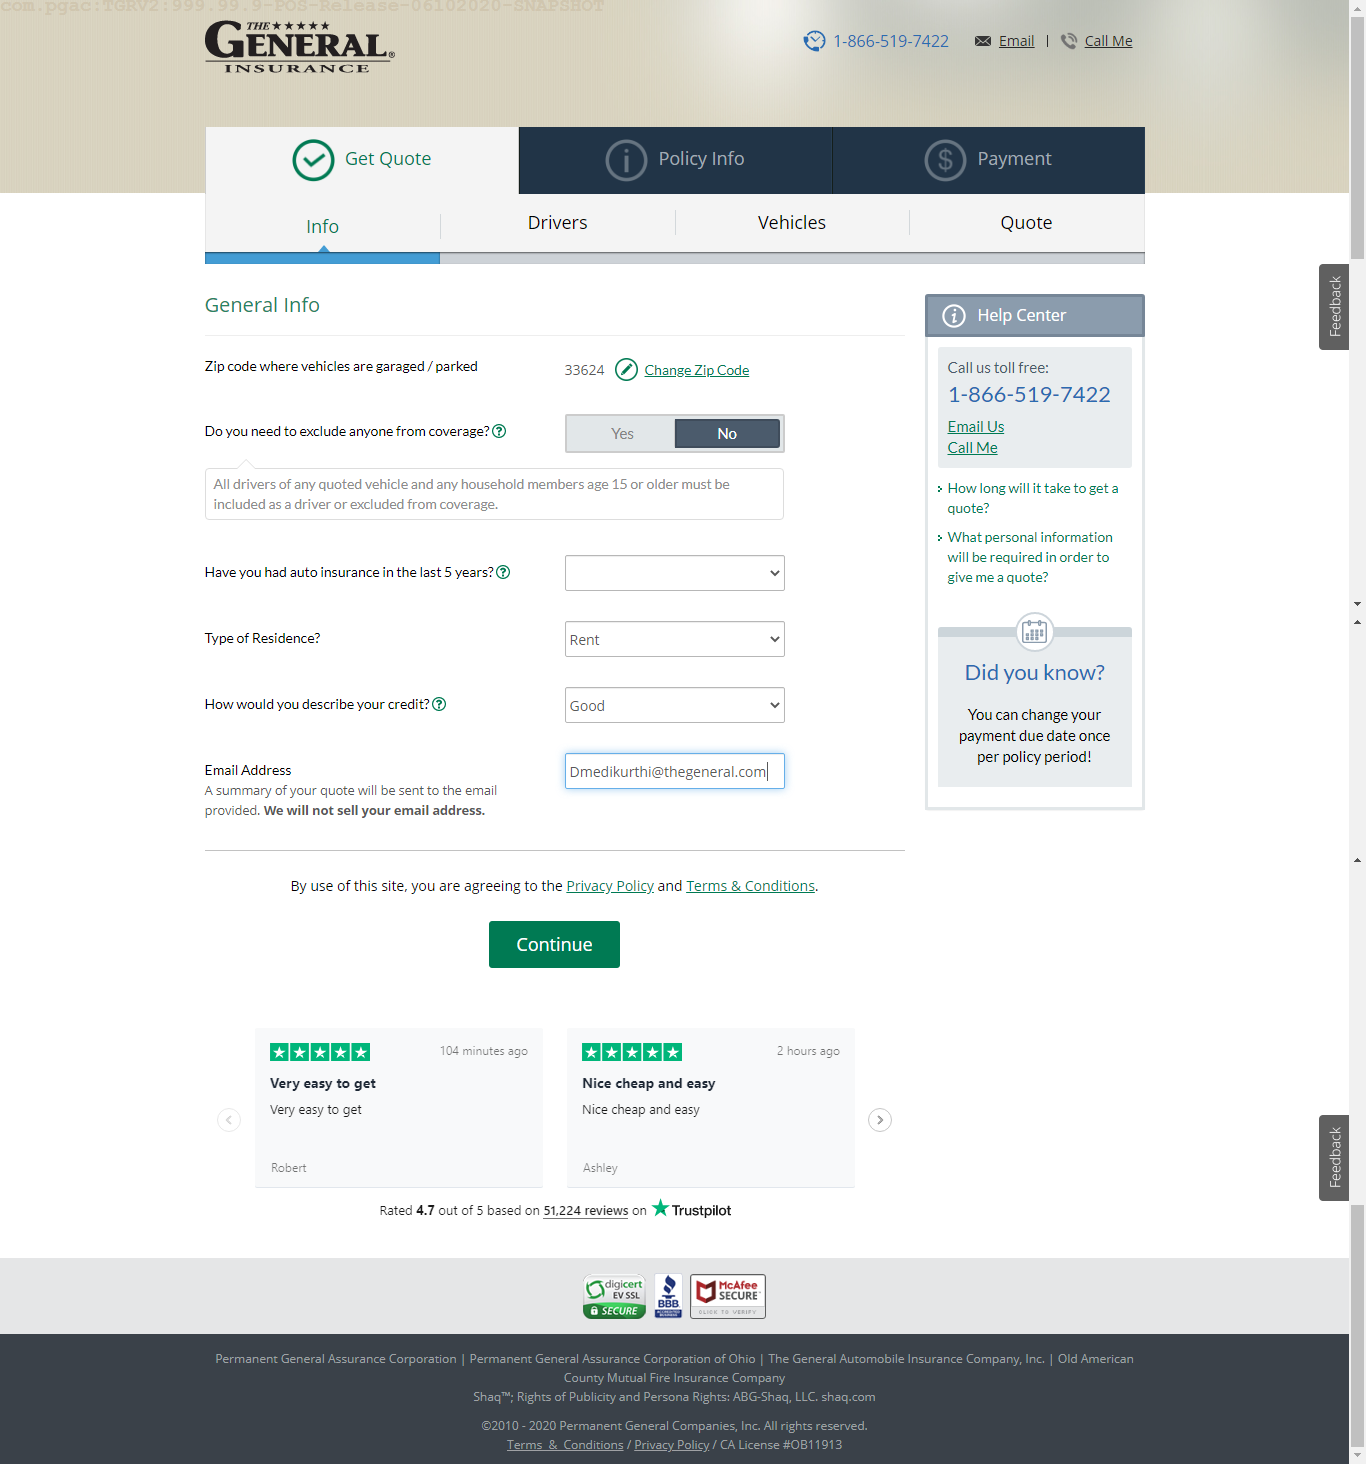 com.pgac:TGRV2:999.99.9-POS-Release-06102020-SNAPSHOT
THE
GENERAL®
INSURANCE
1-866-519-7422
Email | Call Me
Get Quote
Policy Info
Payment
Info
Drivers
Vehicles
Quote
General Info
Zip code where vehicles are garaged / parked
33624 Change Zip Code
Do you need to exclude anyone from coverage?
Yes No
All drivers of any quoted vehicle and any household members age 15 or older must be
included as a driver or excluded from coverage.
Have you had auto insurance in the last 5 years?
Type of Residence?
Rent
How would you describe your credit?
Good
Email Address
Dmedikurthi@thegeneral.com
A summary of your quote will be sent to the email
provided. We will not sell your email address.
By use of this site, you are agreeing to the Privacy Policy and Terms & Conditions.
Continue
Help Center
Call us toll free:
1-866-519-7422
Email Us
Call Me
How long will it take to get a
quote?
What personal information
will be required in order to
give me a quote?
Did you know?
You can change your
payment due date once
per policy period!
Feedback
104 minutes ago
Very easy to get
Very easy to get
Robert
2 hours ago
Nice cheap and easy
Nice cheap and easy
Ashley
Feedback
Rated 4.7 out of 5 based on 51,224 reviews on Trustpilot
digicert
EV SSL
SECURE
BBB
ACCREDITED
BUSINESS
McAfee
SECURE
CLICK TO VERIFY
Permanent General Assurance Corporation | Permanent General Assurance Corporation of Ohio | The General Automobile Insurance Company, Inc. | Old American
County Mutual Fire Insurance Company
Shaq™; Rights of Publicity and Persona Rights: ABG-Shaq, LLC. shaq.com
©2010 - 2020 Permanent General Companies, Inc. All rights reserved.
Terms & Conditions / Privacy Policy / CA License #OB11913